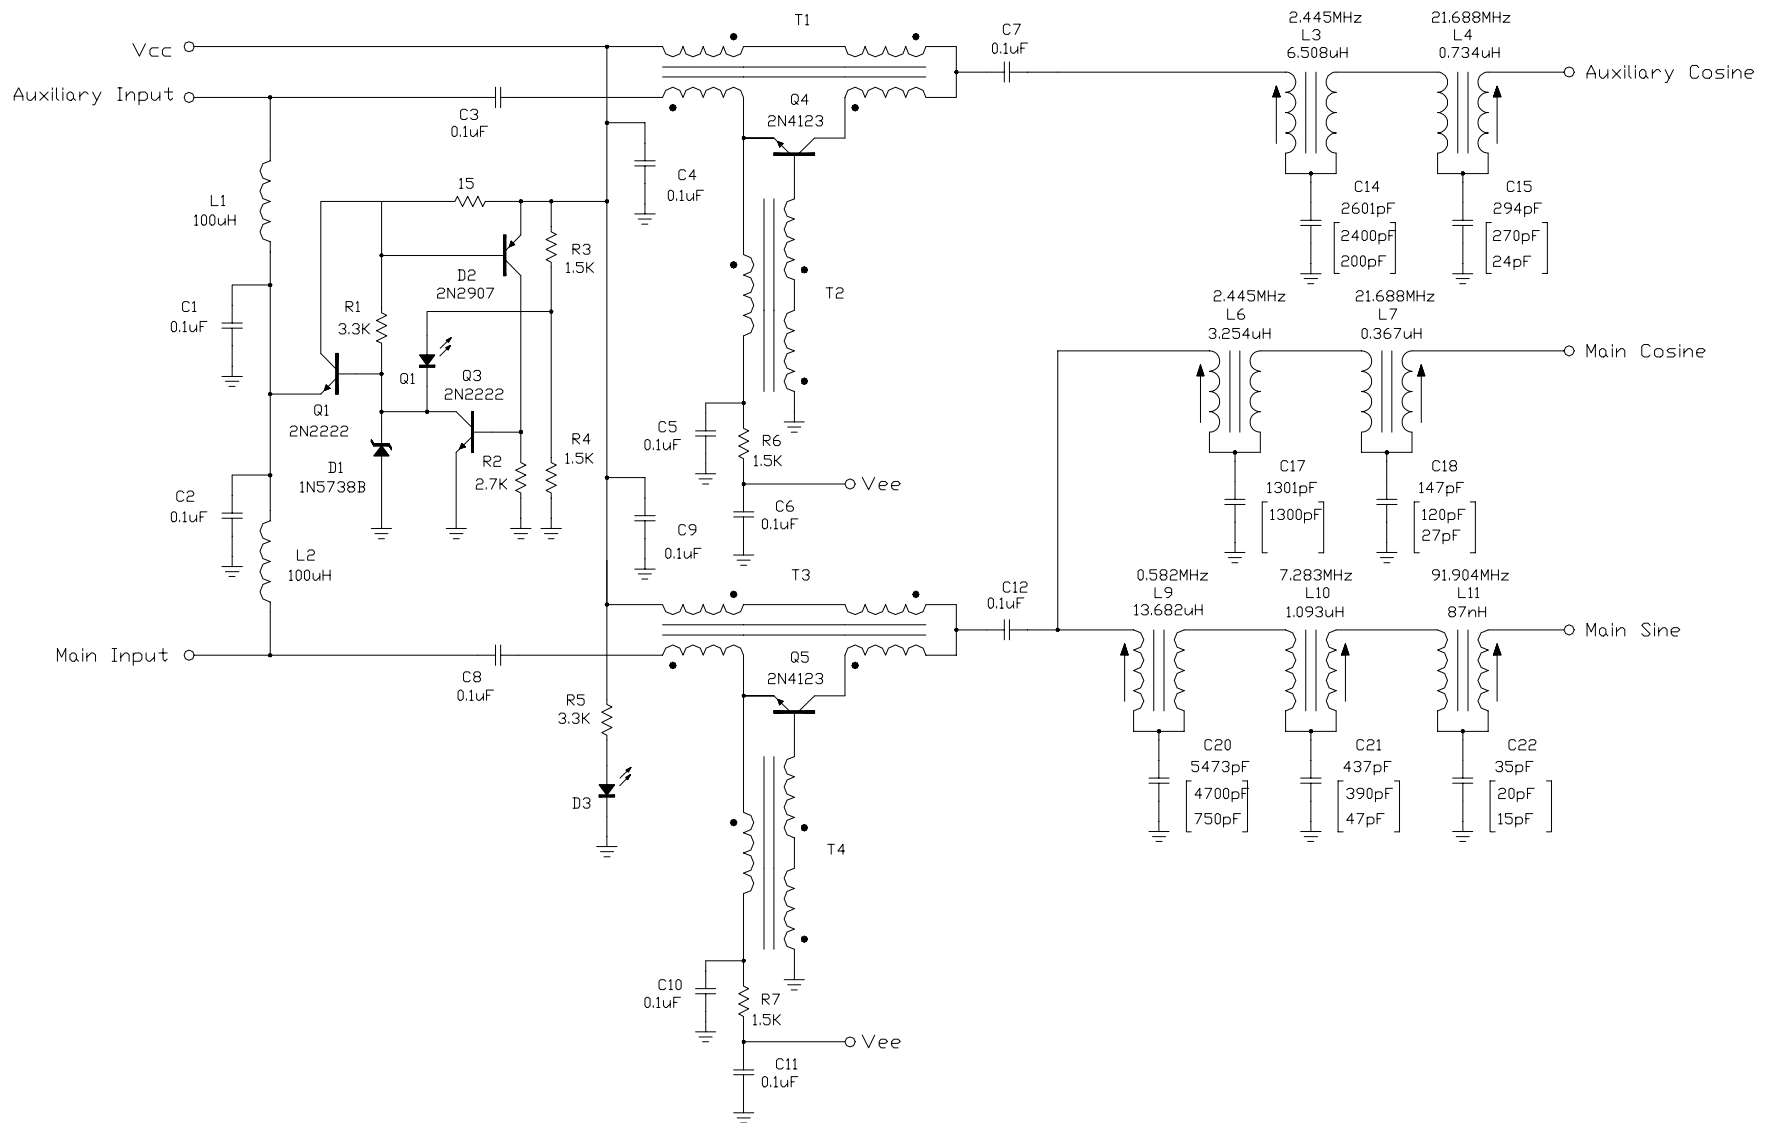 T1
2.445MHz
L3
6.508uH
21.688MHz
L4
0.734uH
C7
0.1uF
Vcc
Auxiliary Input
Auxiliary Cosine
C3
0.1uF
Q4
2N4123
C4
0.1uF
15
L1
100uH
C14
2601pF
2400pF
200pF
C15
294pF
270pF
24pF
R3
1.5K
D2
2N2907
T2
C1
0.1uF
R1
3.3K
2.445MHz
L6
3.254uH
21.688MHz
L7
0.367uH
Main Cosine
Q1
Q3
2N2222
Q1
2N2222
D1
1N5738B
R2
2.7K
R4
1.5K
C5
0.1uF
R6
1.5K
Vee
C2
0.1uF
C6
0.1uF
C9
0.1uF
C17
1301pF
1300pF
C18
147pF
120pF
27pF
L2
100uH
T3
C12
0.1uF
0.582MHz
L9
13.682uH
7.283MHz
L10
1.093uH
91.904MHz
L11
87nH
Main Input
Main Sine
C8
0.1uF
Q5
2N4123
R5
3.3K
D3
T4
C20
5473pF
4700pF
750pF
C21
437pF
390pF
47pF
C22
35pF
20pF
15pF
C10
0.1uF
R7
1.5K
Vee
C11
0.1uF